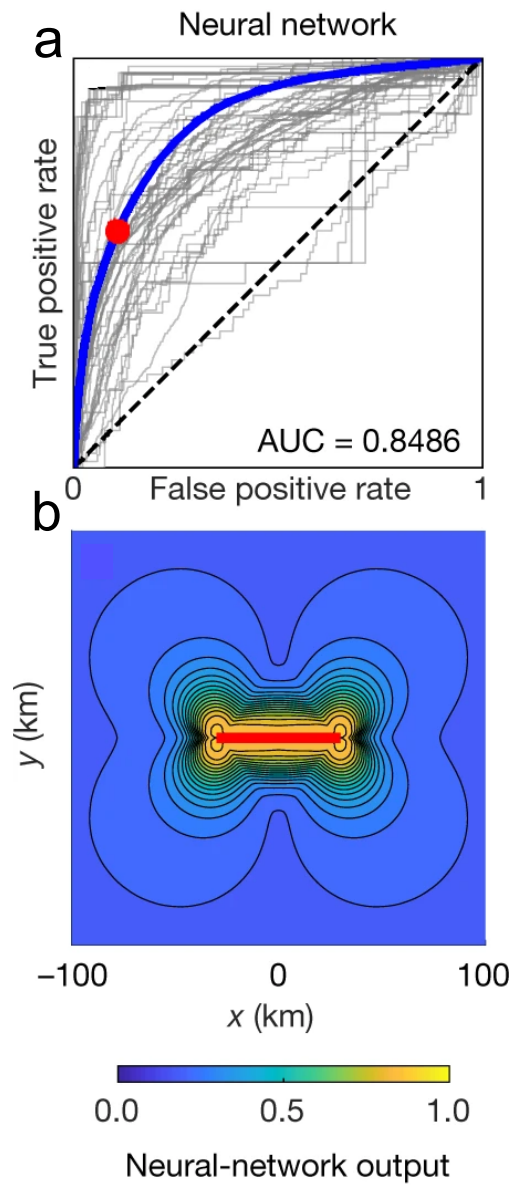 a
Neural network
True positive rate
AUC = 0.8486
0 False positive rate 1
b
y (km)
−100 0 100
x (km)
0.0 0.5 1.0
Neural-network output